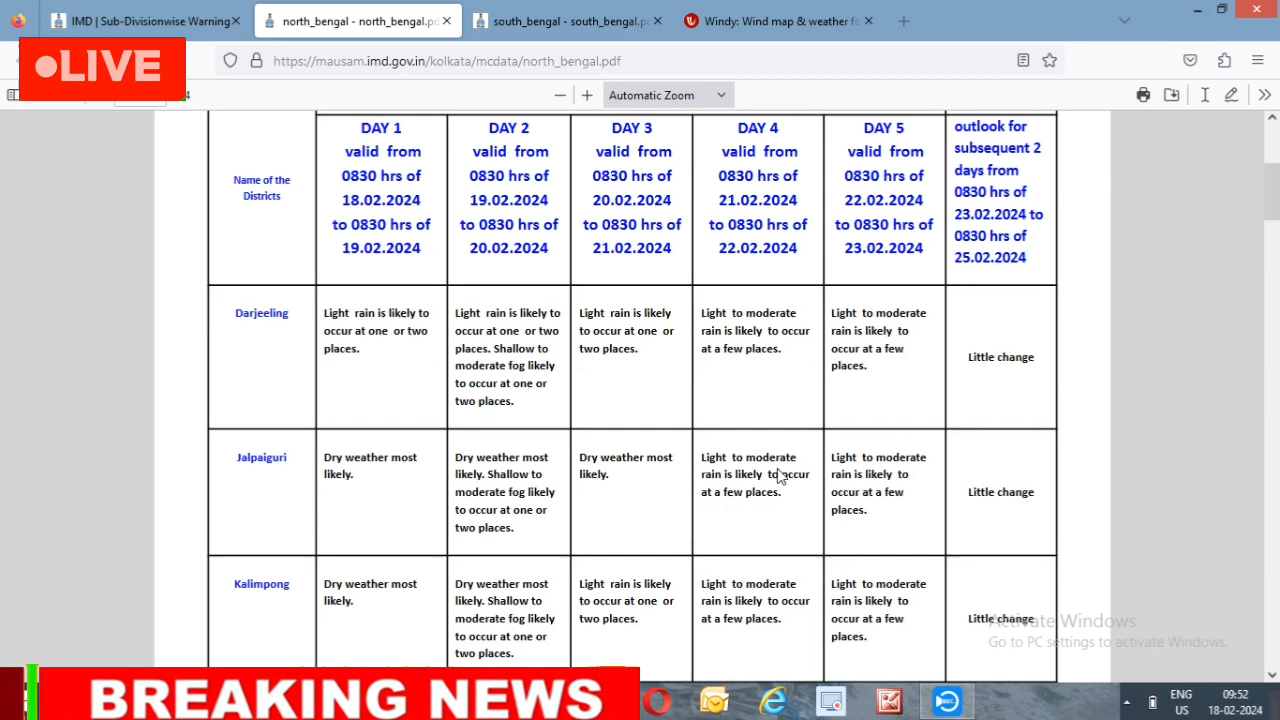 IMD | Sub-Divisionwise Warning
north_bengal - north_bengal.pd
south_bengal - south_bengal.p
Windy: Wind map & weather fo
LIVE
https://mausam.imd.gov.in/kolkata/mcdata/north_bengal.pdf
4
Automatic Zoom
Name of the
Districts
DAY 1
valid from
0830 hrs of
18.02.2024
to 0830 hrs of
19.02.2024
DAY 2
valid from
0830 hrs of
19.02.2024
to 0830 hrs of
20.02.2024
DAY 3
valid from
0830 hrs of
20.02.2024
to 0830 hrs of
21.02.2024
DAY 4
valid from
0830 hrs of
21.02.2024
to 0830 hrs of
22.02.2024
DAY 5
valid from
0830 hrs of
22.02.2024
to 0830 hrs of
23.02.2024
outlook for
subsequent 2
days from
0830 hrs of
23.02.2024 to
0830 hrs of
25.02.2024
Darjeeling
Light rain is likely to
occur at one or two
places.
Light rain is likely to
occur at one or two
places. Shallow to
moderate fog likely
to occur at one or
two places.
Light rain is likely
to occur at one or
two places.
Light to moderate
rain is likely to occur
at a few places.
Light to moderate
rain is likely to
occur at a few
places.
Little change
Jalpaiguri
Dry weather most
likely.
Dry weather most
likely. Shallow to
moderate fog likely
to occur at one or
two places.
Dry weather most
likely.
Light to moderate
rain is likely to occur
at a few places.
Light to moderate
rain is likely to
occur at a few
places.
Little change
Kalimpong
Dry weather most
likely.
Dry weather most
likely. Shallow to
moderate fog likely
to occur at one or
two places.
Light rain is likely
to occur at one or
two places.
Light to moderate
rain is likely to occur
at a few places.
Light to moderate
rain is likely to
occur at a few
places.
Little change
Activate Windows
Go to PC settings to activate Windows.
BREAKING NEWS
REC
ENG
US
09:52
18-02-2024